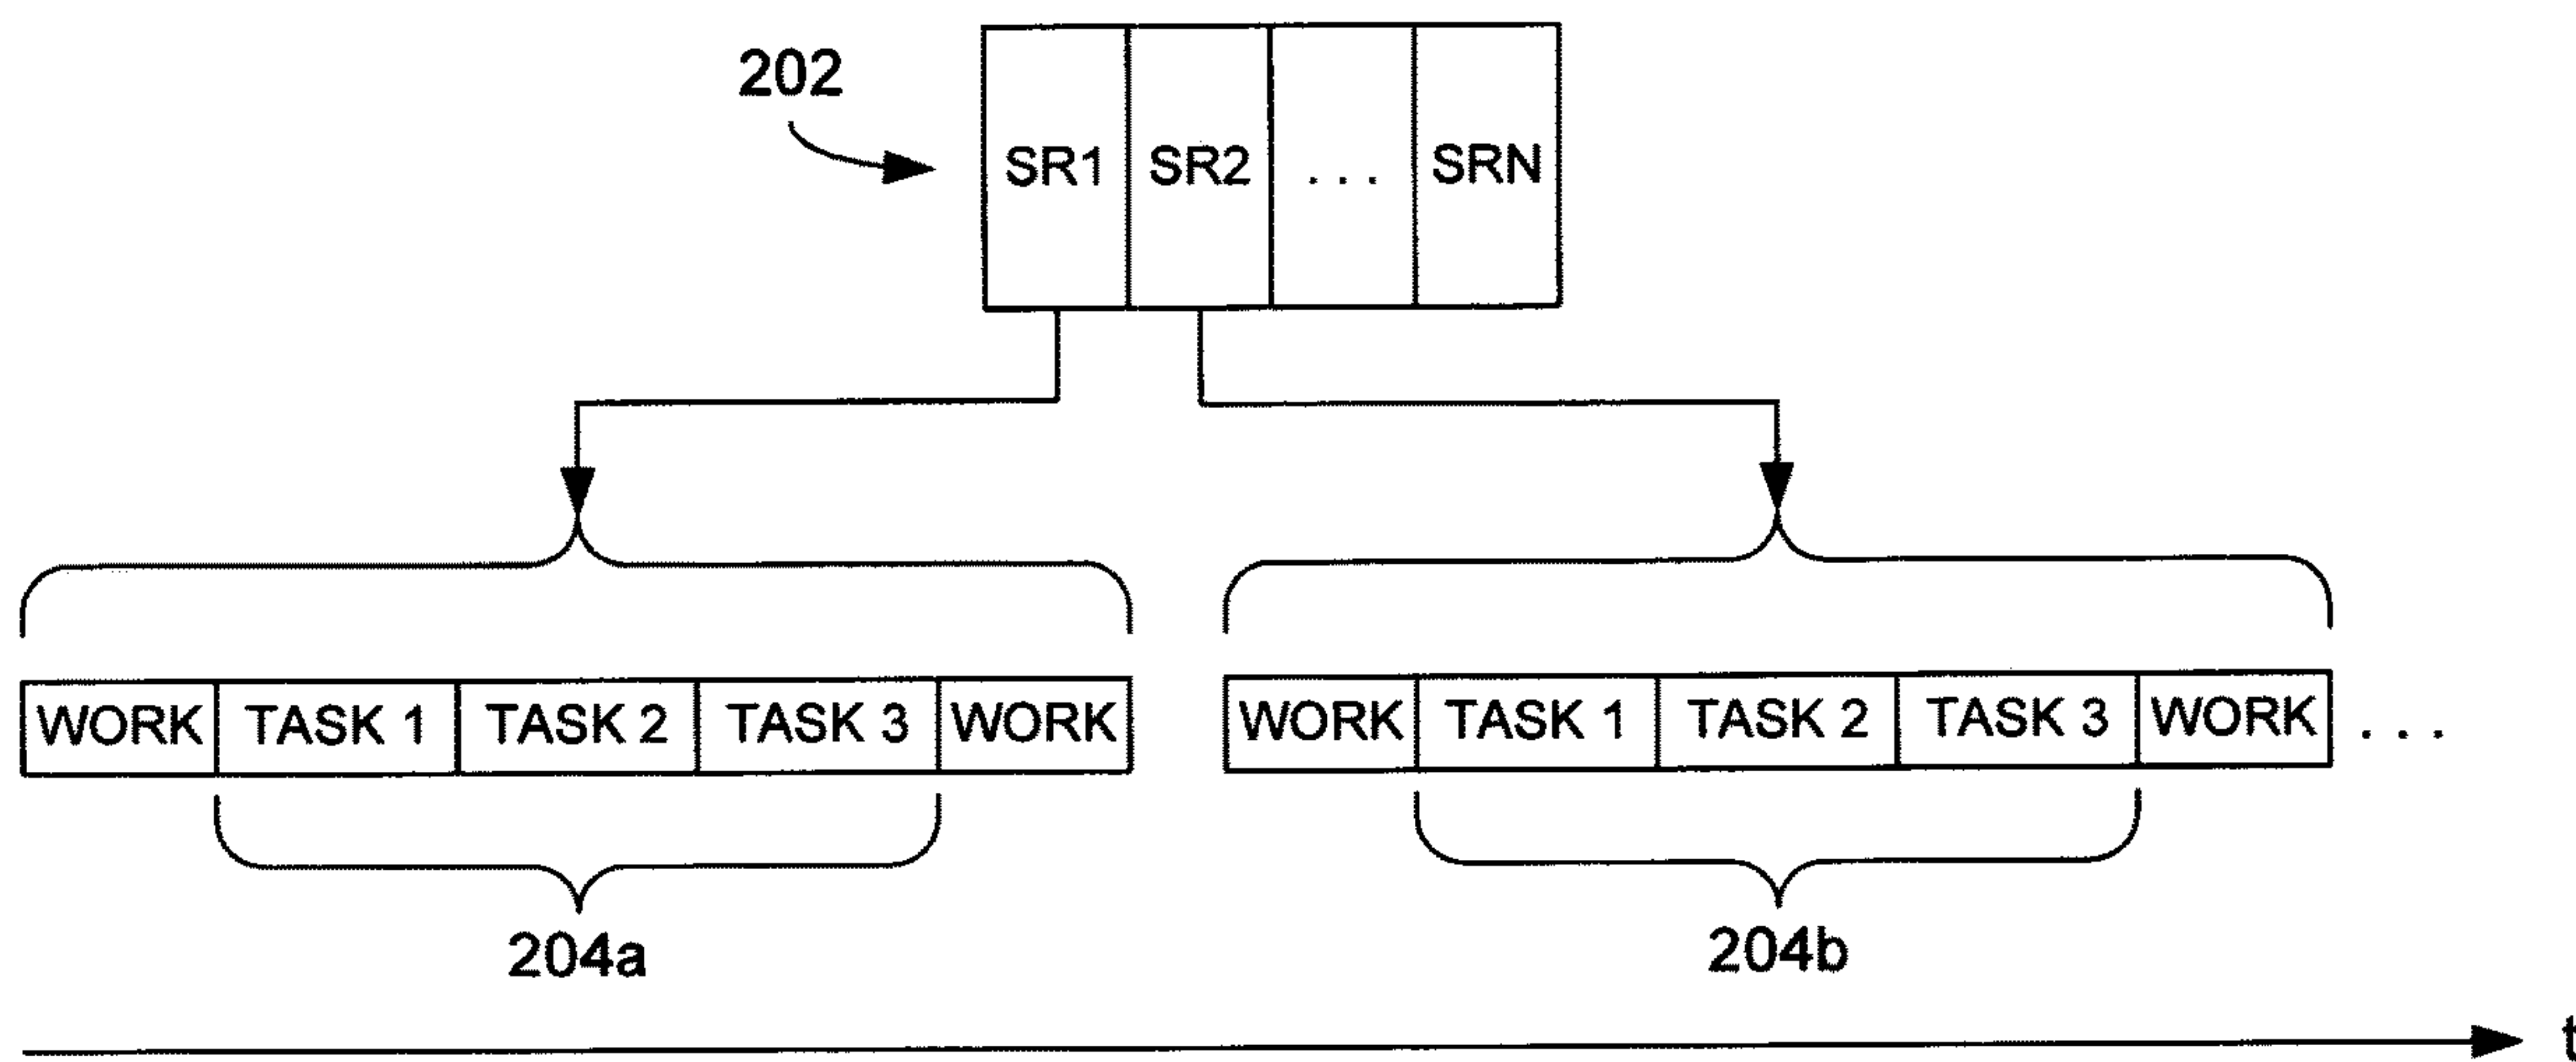 202
SR1 SR2 . . . SRN
WORK TASK 1 TASK 2 TASK 3 WORK WORK TASK 1 TASK 2 TASK 3 WORK . . .
204a 204b
t